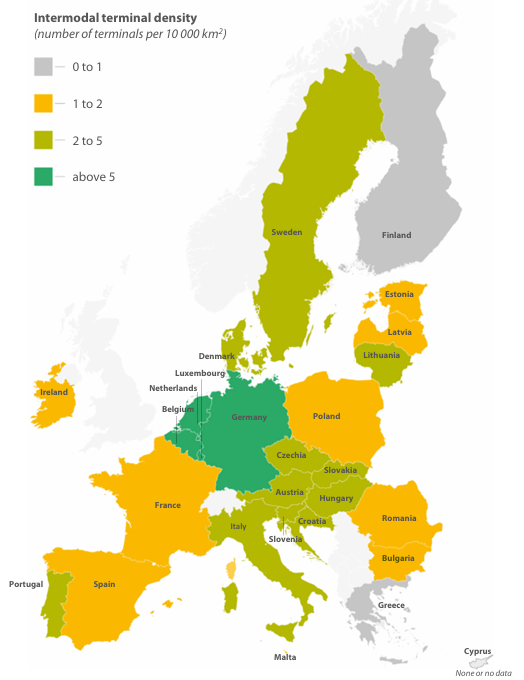 Intermodal terminal density
(number of terminals per 10 000 km²)
0 to 1
1 to 2
2 to 5
above 5
Sweden
Finland
Estonia
Latvia
Lithuania
Denmark
Luxembourg
Netherlands
Ireland
Belgium
Germany
Poland
Czechia
Slovakia
Austria
Hungary
France
Italy
Croatia
Romania
Slovenia
Bulgaria
Portugal
Spain
Greece
Malta
Cyprus
None or no data